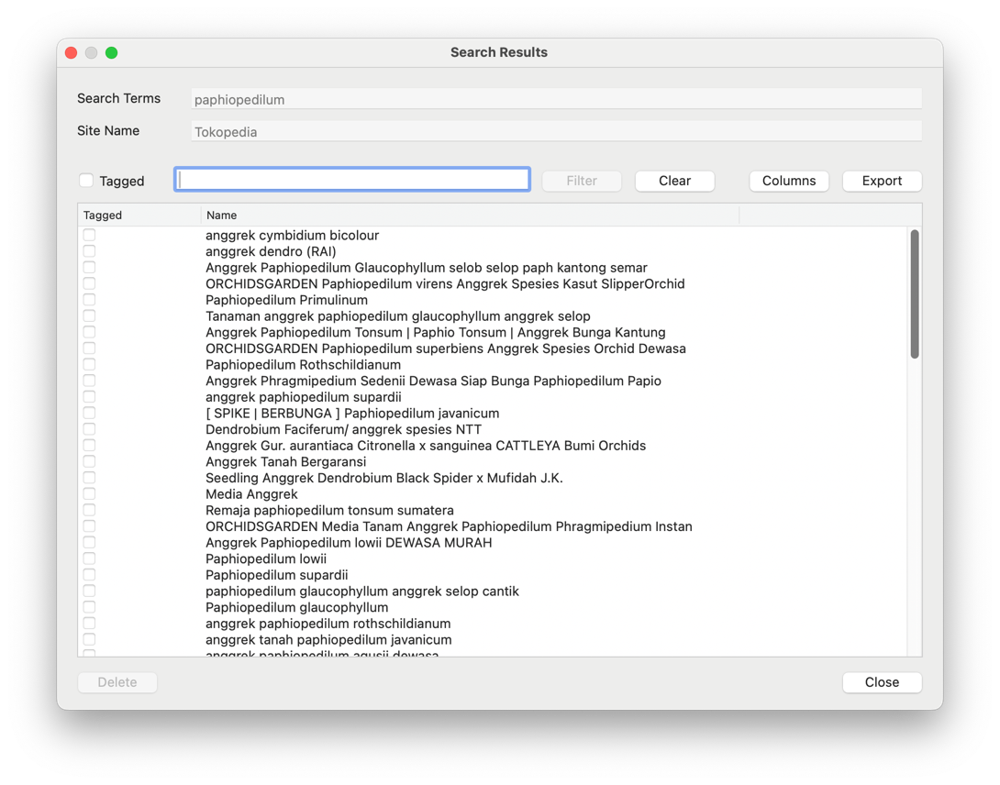 Search Results
Search Terms paphiopedilum
Site Name Tokopedia
Tagged Filter Clear Columns Export
Tagged Name
anggrek cymbidium bicolour
anggrek dendro (RAI)
Anggrek Paphiopedilum Glaucophyllum selob selop paph kantong semar
ORCHIDSGARDEN Paphiopedilum virens Anggrek Spesies Kasut SlipperOrchid
Paphiopedilum Primulinum
Tanaman anggrek paphiopedilum glaucophyllum anggrek selop
Anggrek Paphiopedilum Tonsum | Paphio Tonsum | Anggrek Bunga Kantung
ORCHIDSGARDEN Paphiopedilum superbiens Anggrek Spesies Orchid Dewasa
Paphiopedilum Rothschildianum
Anggrek Phragmipedium Sedenii Dewasa Siap Bunga Paphiopedilum Papio
anggrek paphiopedilum supardii
[ SPIKE | BERBUNGA ] Paphiopedilum javanicum
Dendrobium Faciferum/ anggrek spesies NTT
Anggrek Gur. aurantiaca Citronella x sanguinea CATTLEYA Bumi Orchids
Anggrek Tanah Bergaransi
Seedling Anggrek Dendrobium Black Spider x Mufidah J.K.
Media Anggrek
Remaja paphiopedilum tonsum sumatera
ORCHIDSGARDEN Media Tanam Anggrek Paphiopedilum Phragmipedium Instan
Anggrek Paphiopedilum lowii DEWASA MURAH
Paphiopedilum lowii
Paphiopedilum supardii
paphiopedilum glaucophyllum anggrek selop cantik
Paphiopedilum glaucophyllum
anggrek paphiopedilum rothschildianum
anggrek tanah paphiopedilum javanicum
anggrek paphiopedilum agusii dewasa
Delete Close